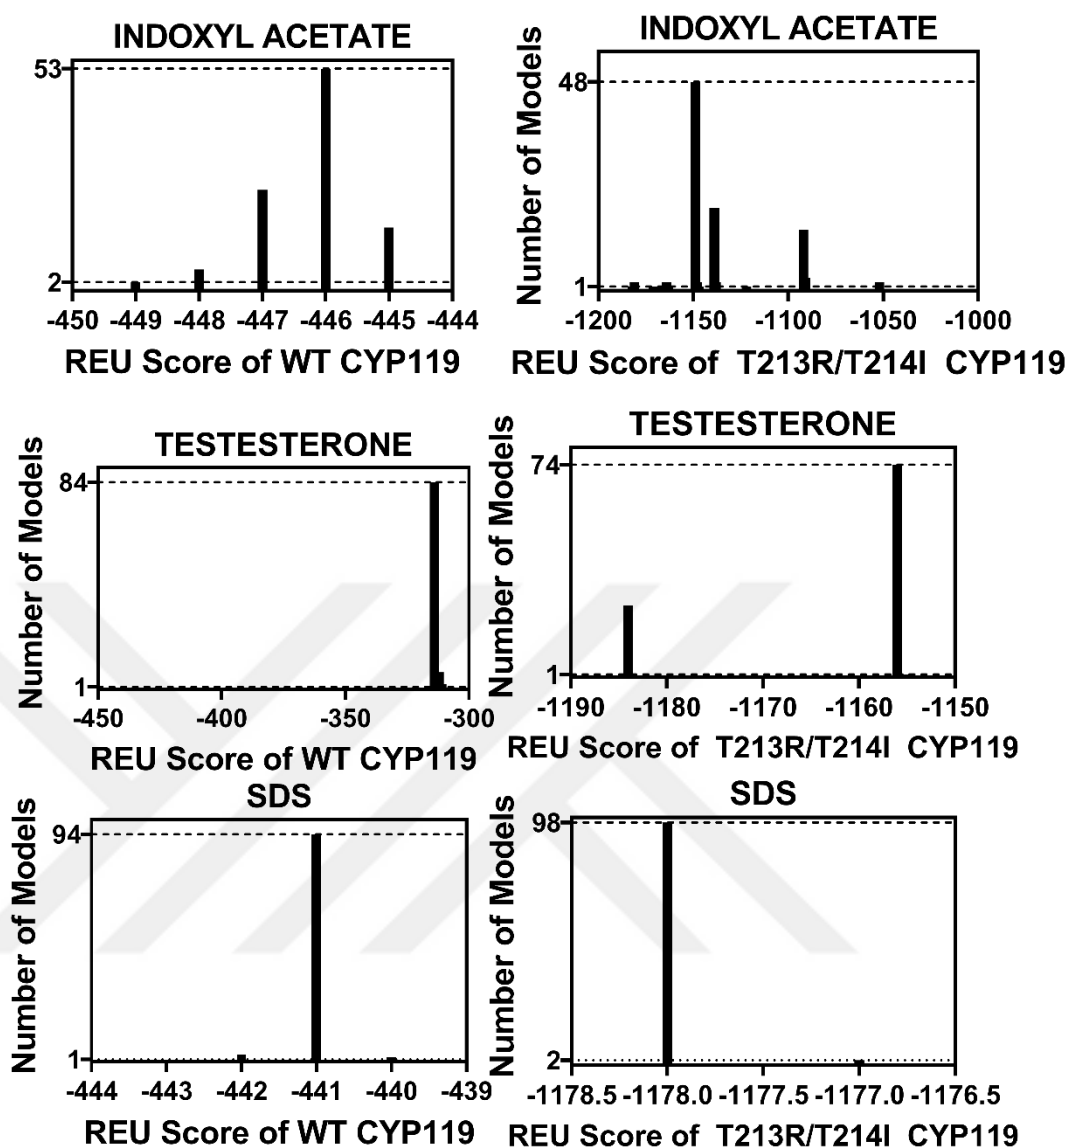 INDOXYL ACETATE
53
2
-450 -449 -448 -447 -446 -445 -444
REU Score of WT CYP119
INDOXYL ACETATE
Number of Models
48
1
-1200 -1150 -1100 -1050 -1000
REU Score of T213R/T214I CYP119
TESTESTERONE
Number of Models
84
1
-450 -400 -350 -300
REU Score of WT CYP119
TESTESTERONE
Number of Models
74
1
-1190 -1180 -1170 -1160 -1150
REU Score of T213R/T214I CYP119
SDS
Number of Models
94
1
-444 -443 -442 -441 -440 -439
REU Score of WT CYP119
SDS
Number of Models
98
2
-1178.5 -1178.0 -1177.5 -1177.0 -1176.5
REU Score of T213R/T214I CYP119